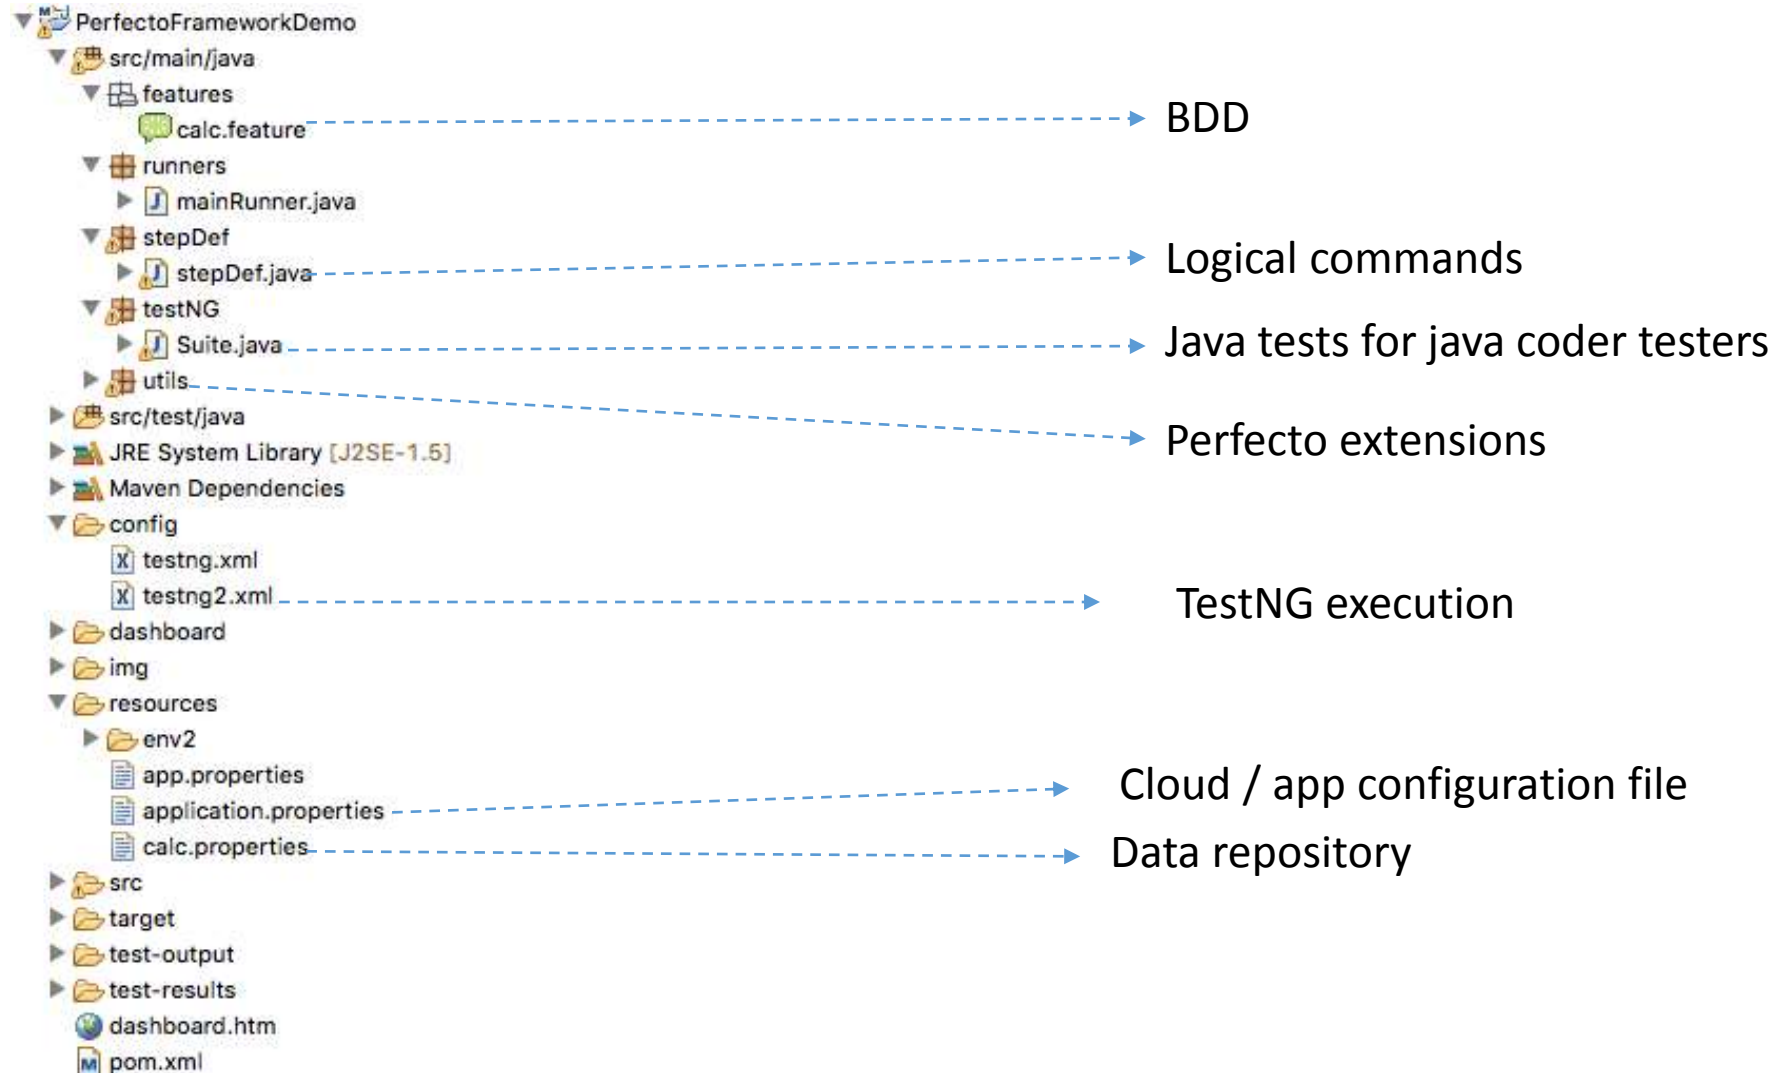 PerfectoFrameworkDemo
src/main/java
features
calc.feature
BDD
runners
mainRunner.java
stepDef
stepDef.java
Logical commands
testNG
Suite.java
Java tests for java coder testers
utils
Perfecto extensions
src/test/java
JRE System Library [J2SE-1.5]
Maven Dependencies
config
testng.xml
testng2.xml
TestNG execution
dashboard
img
resources
env2
app.properties
application.properties
Cloud / app configuration file
calc.properties
Data repository
src
target
test-output
test-results
dashboard.htm
pom.xml